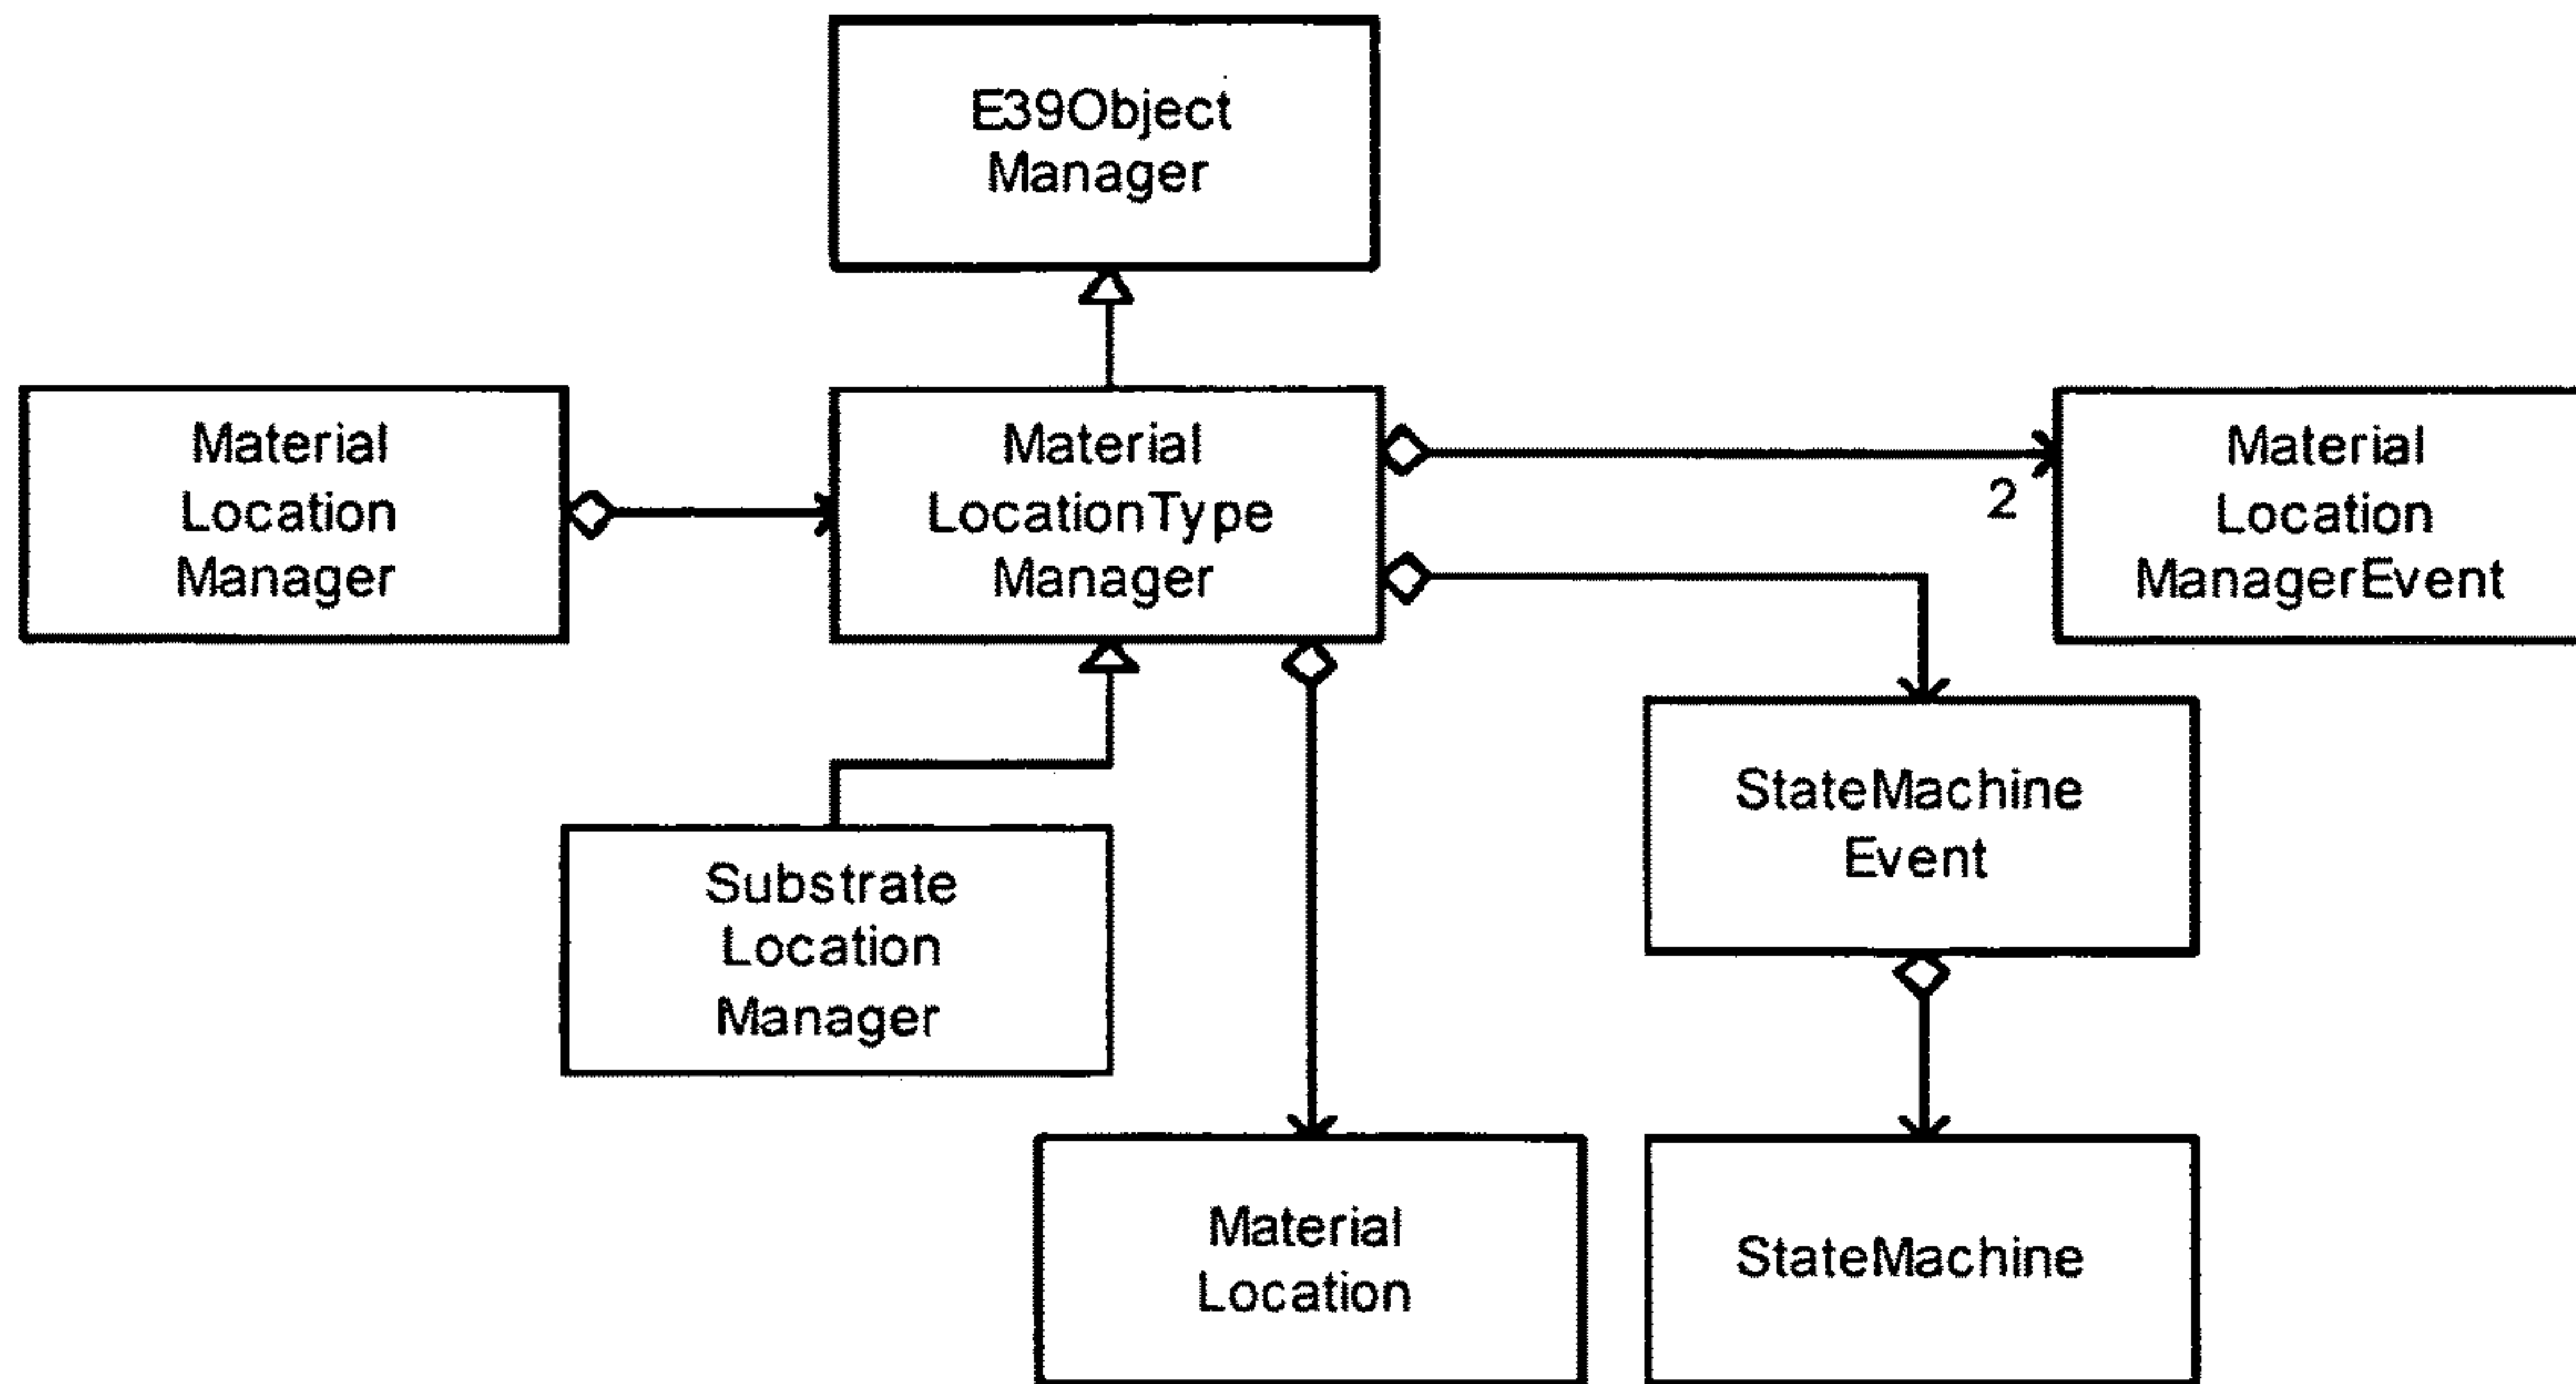 E39Object
Manager
Material
Location
Manager
Material
LocationType
Manager
2
Material
Location
ManagerEvent
StateMachine
Event
Substrate
Location
Manager
Material
Location
StateMachine